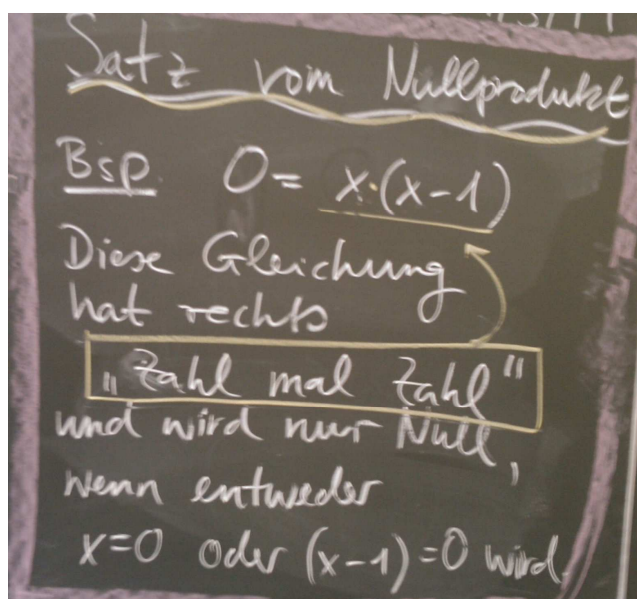 Satz vom Nullprodukt
Bsp. 0 = x·(x-1)
Diese Gleichung
hat rechts
„Zahl mal Zahl"
und wird nur Null,
wenn entweder
x=0 oder (x-1)=0 wird.